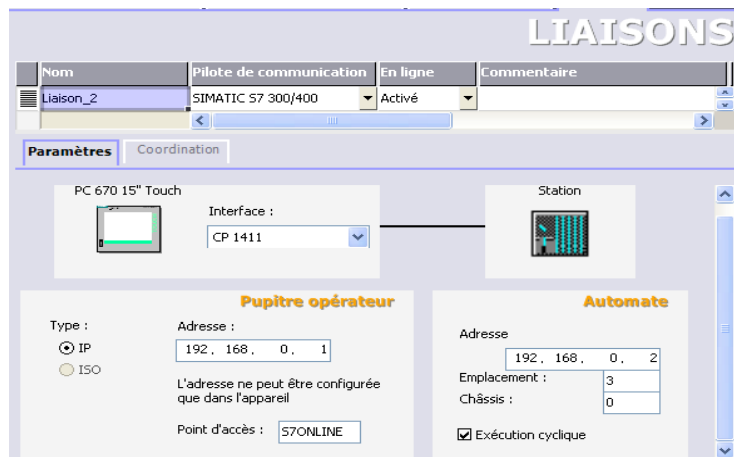 LIAISONS
Nom Pilote de communication En ligne Commentaire
Liaison_2 SIMATIC S7 300/400 Activé
Paramètres Coordination
PC 670 15" Touch Station
Interface :
CP 1411
Pupitre opérateur Automate
Type : Adresse :
Adresse
IP 192 . 168 . 0 . 1
192 . 168 . 0 . 2
ISO
L'adresse ne peut être configurée
que dans l'appareil
Emplacement : 3
Châssis : 0
Point d'accès : S7ONLINE
Exécution cyclique